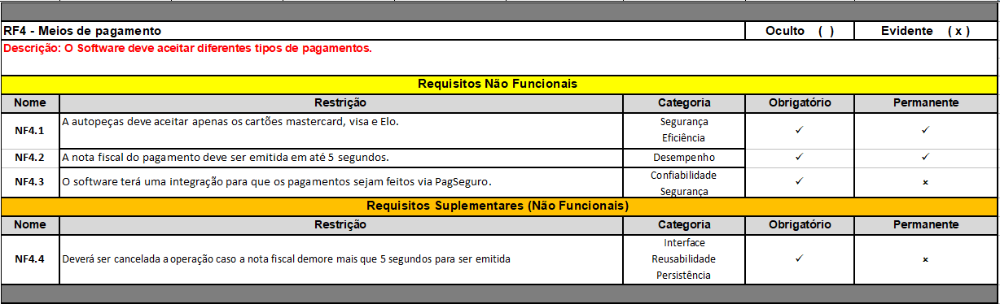 RF4 - Meios de pagamento Oculto ( ) Evidente ( x )
Descrição: O Software deve aceitar diferentes tipos de pagamentos.
Requisitos Não Funcionais
Nome Restrição Categoria Obrigatório Permanente
NF4.1 A autopeças deve aceitar apenas os cartões mastercard, visa e Elo. Segurança Eficiência ✓ ✓
NF4.2 A nota fiscal do pagamento deve ser emitida em até 5 segundos. Desempenho ✓ ✓
NF4.3 O software terá uma integração para que os pagamentos sejam feitos via PagSeguro. Confiabilidade Segurança ✓ ×
Requisitos Suplementares (Não Funcionais)
Nome Restrição Categoria Obrigatório Permanente
NF4.4 Deverá ser cancelada a operação caso a nota fiscal demore mais que 5 segundos para ser emitida Interface Reusabilidade Persistência ✓ ×